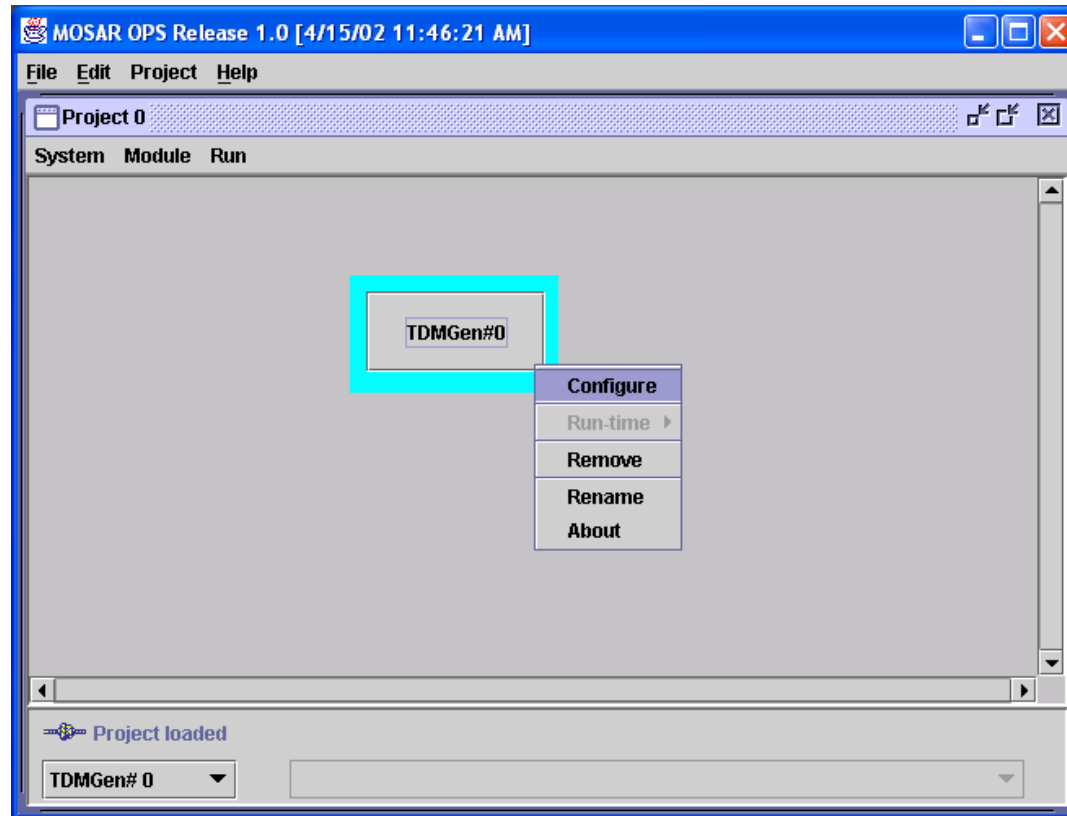 MOSAR OPS Release 1.0 [4/15/02 11:46:21 AM]
File Edit Project Help
Project 0
System Module Run
TDMGen#0
Configure
Run-time
Remove
Rename
About
Project loaded
TDMGen# 0